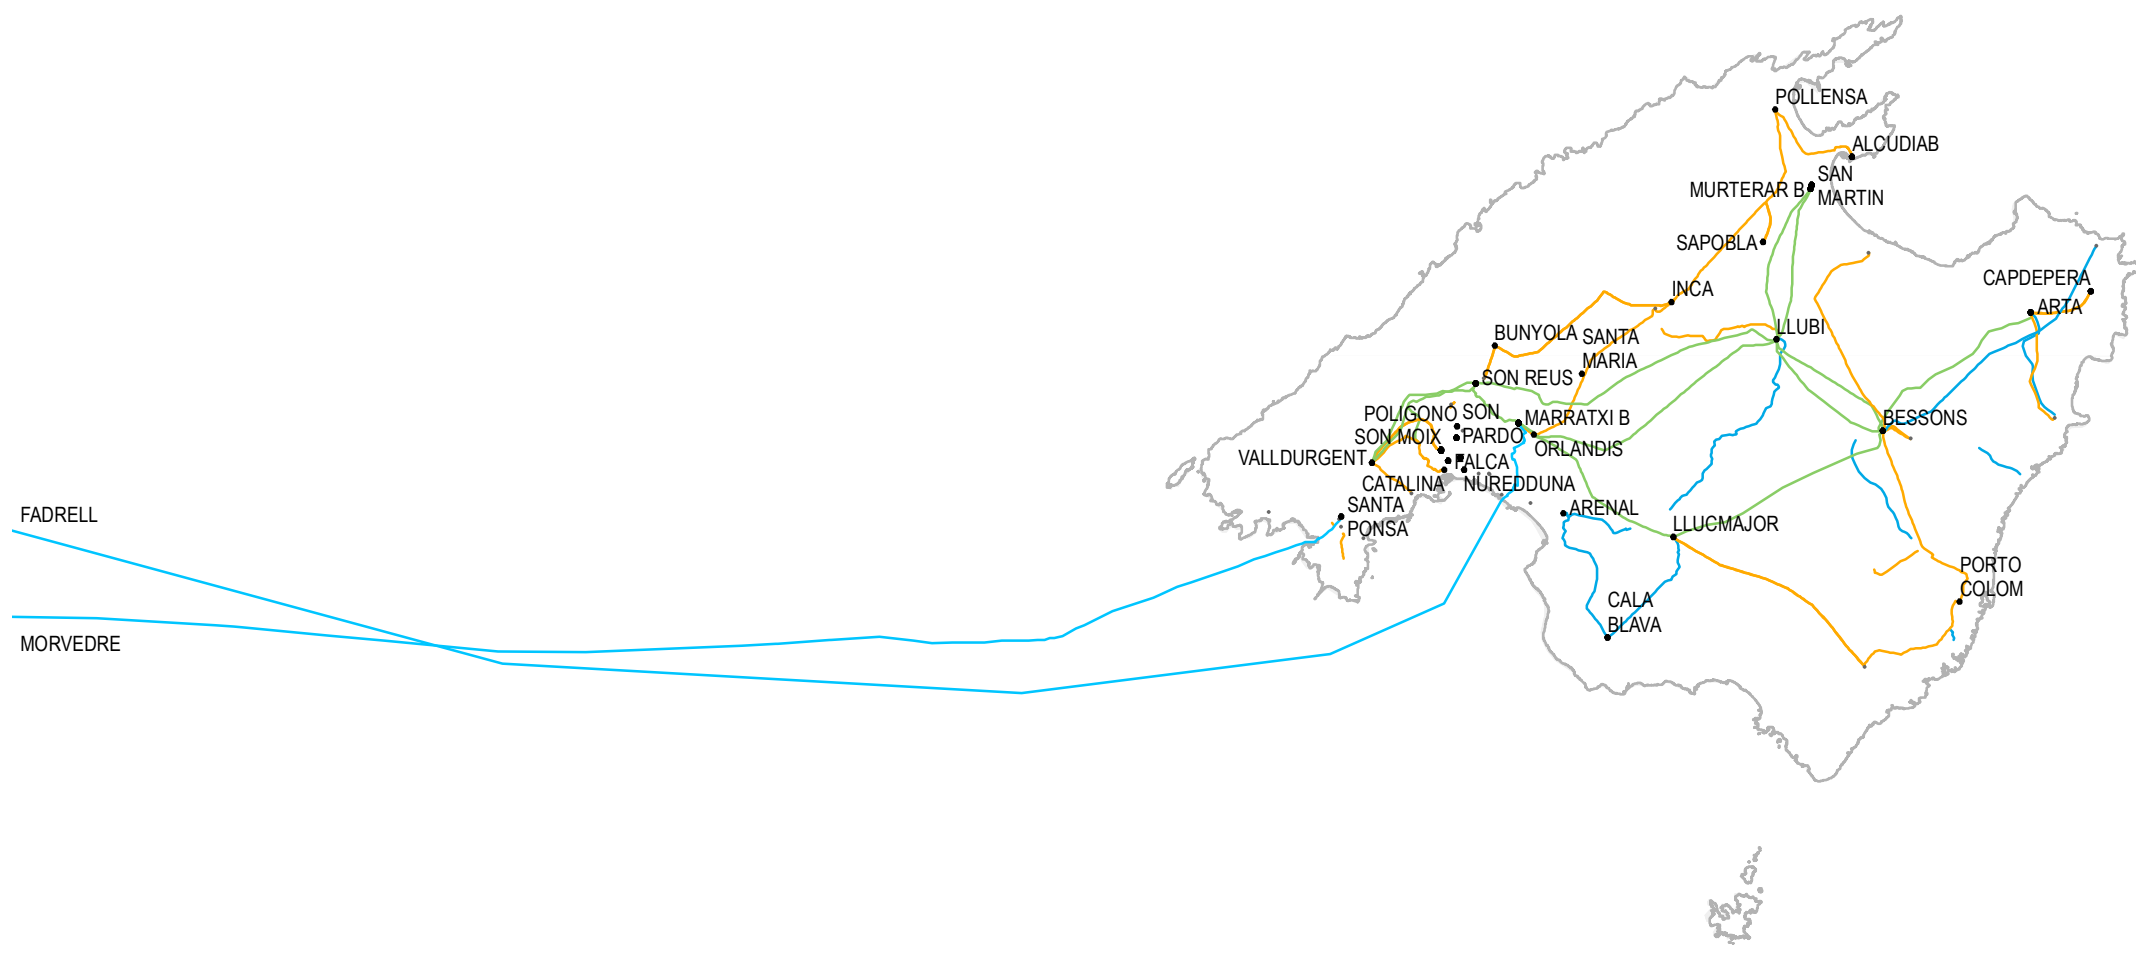 POLLENSA
ALCUDIAB
SAN
MARTIN
MURTERAR B
SAPOBLA
CAPDEPERA
ARTA
INCA
LLUBI
BUNYOLA
SANTA
MARIA
SON REUS
POLIGONO
SON
PARDO
MARRATXI B
BESSONS
SON MOIX
ORLANDIS
VALLDURGENT
FALCA
CATALINA
NUREDDUNA
SANTA
PONSA
ARENAL
LLUCMAJOR
FADRELL
PORTO
COLOM
CALA
BLAVA
MORVEDRE